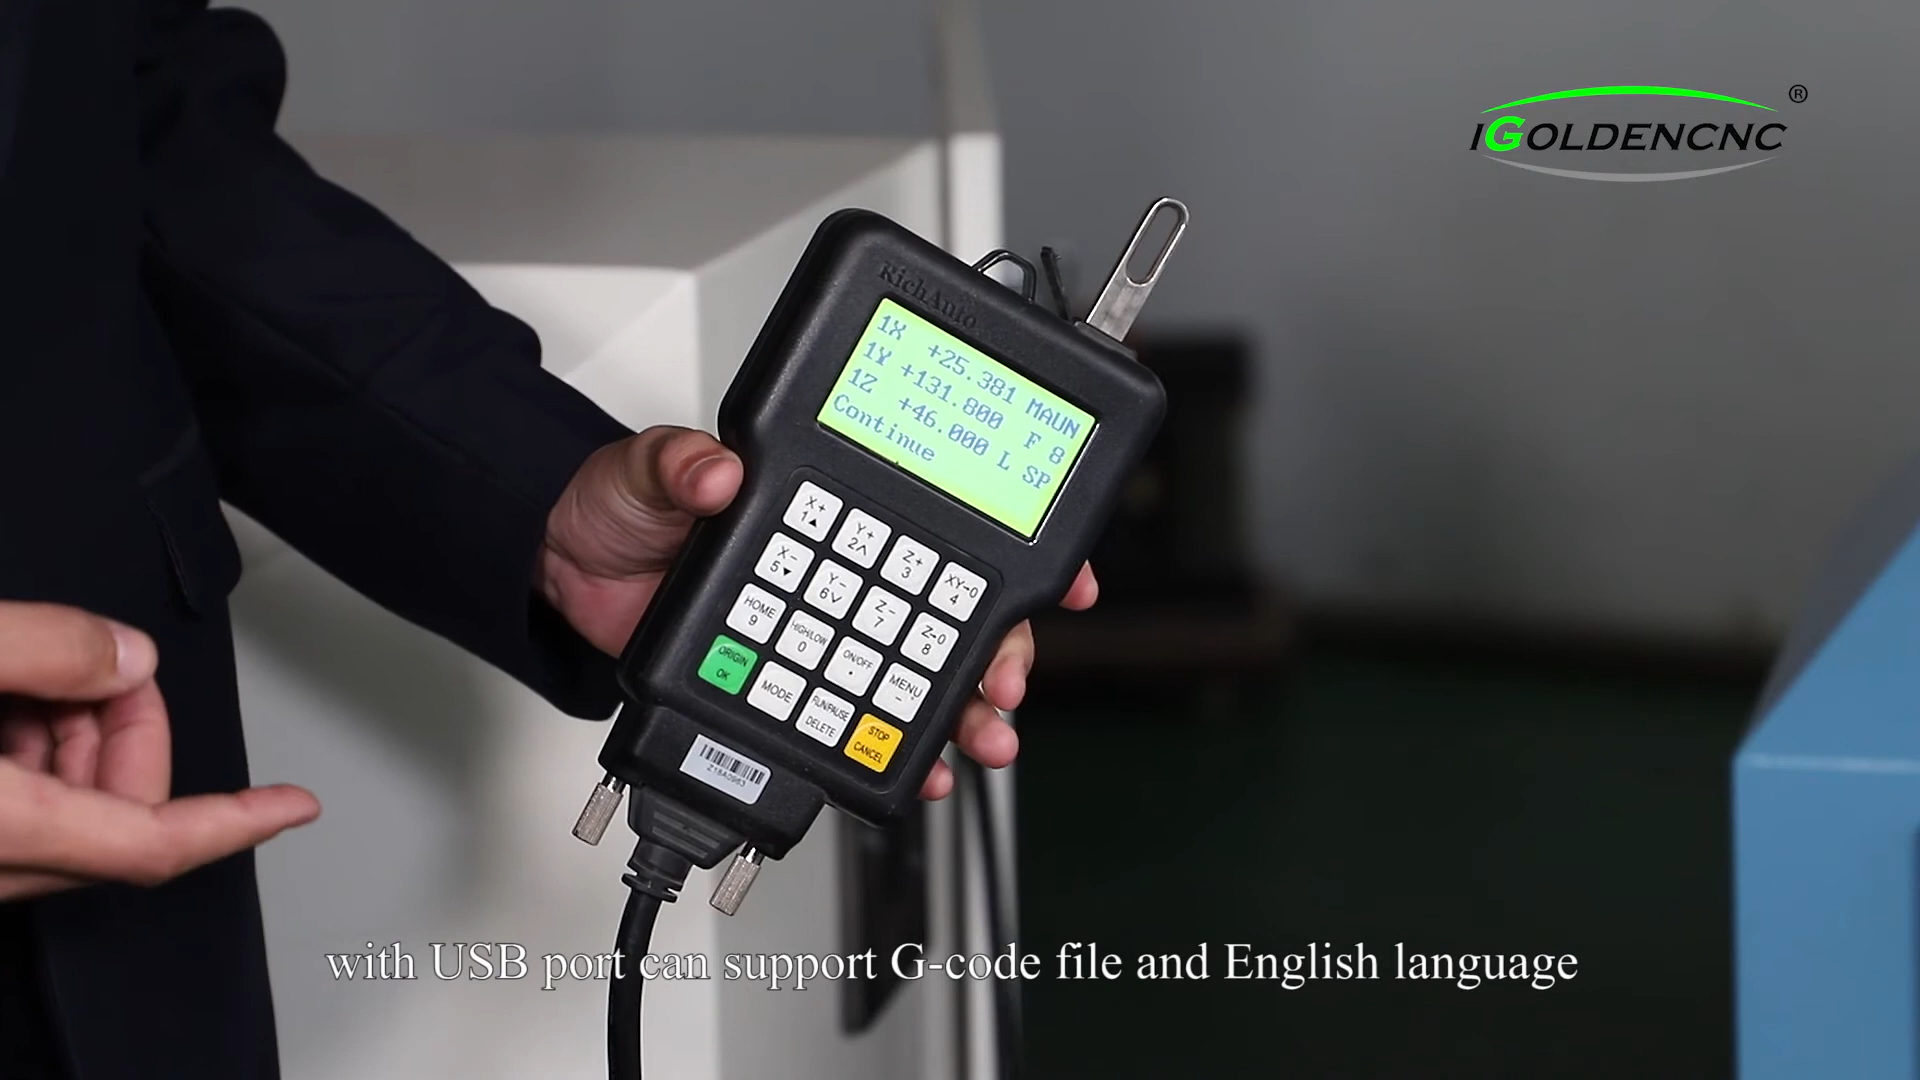 IGOLDENCNC ®
RichAuto
1X +25.381 MAUN
1Y +131.800 F 8
1Z +46.000 L SP
Continue
X+ Y+ Z+ XY-0
1▲ 2∧ 3 4
X- Y- Z- Z-0
5▼ 6∨ 7 8
HOME HIGH/LOW ON/OFF MENU
9 0 . -
ORIGIN MODE RUN/PAUSE STOP
OK DELETE CANCEL
Z18A0963
with USB port can support G-code file and English language